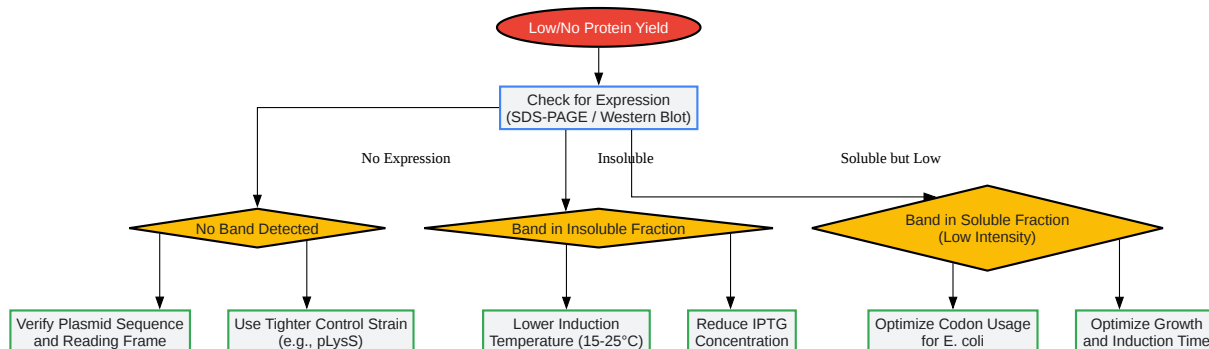 Low/No Protein Yield
Check for Expression
(SDS-PAGE / Western Blot)
No Expression
Insoluble
Soluble but Low
No Band Detected
Band in Insoluble Fraction
Band in Soluble Fraction
(Low Intensity)
Verify Plasmid Sequence
and Reading Frame
Use Tighter Control Strain
(e.g., pLysS)
Lower Induction
Temperature (15-25°C)
Reduce IPTG
Concentration
Optimize Codon Usage
for E. coli
Optimize Growth
and Induction Time